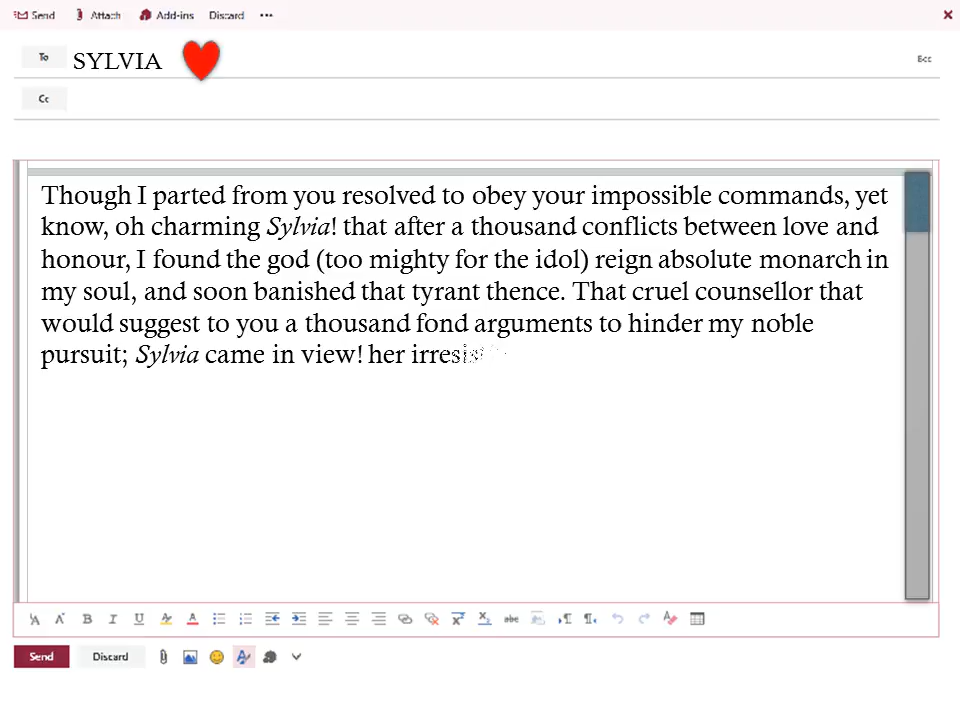 Send Attach Add-ins Discard •••
To SYLVIA Bcc
Cc
Though I parted from you resolved to obey your impossible commands, yet
know, oh charming Sylvia! that after a thousand conflicts between love and
honour, I found the god (too mighty for the idol) reign absolute monarch in
my soul, and soon banished that tyrant thence. That cruel counsellor that
would suggest to you a thousand fond arguments to hinder my noble
pursuit; Sylvia came in view! her irresis
B I U abc
Send Discard